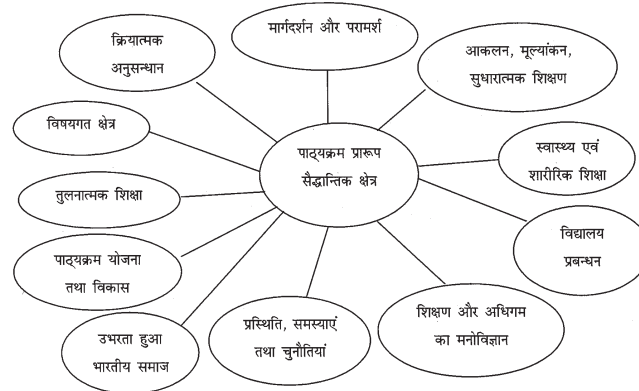 मार्गदर्शन और परामर्श
क्रियात्मक
अनुसन्धान
आकलन, मूल्यांकन,
सुधारात्मक शिक्षण
विषयगत क्षेत्र
पाठ्यक्रम प्रारूप
सैद्धान्तिक क्षेत्र
स्वास्थ्य एवं
शारीरिक शिक्षा
तुलनात्मक शिक्षा
विद्यालय
प्रबन्धन
पाठ्यक्रम योजना
तथा विकास
शिक्षण और अधिगम
का मनोविज्ञान
प्रस्थिति, समस्याएं
तथा चुनौतियां
उभरता हुआ
भारतीय समाज